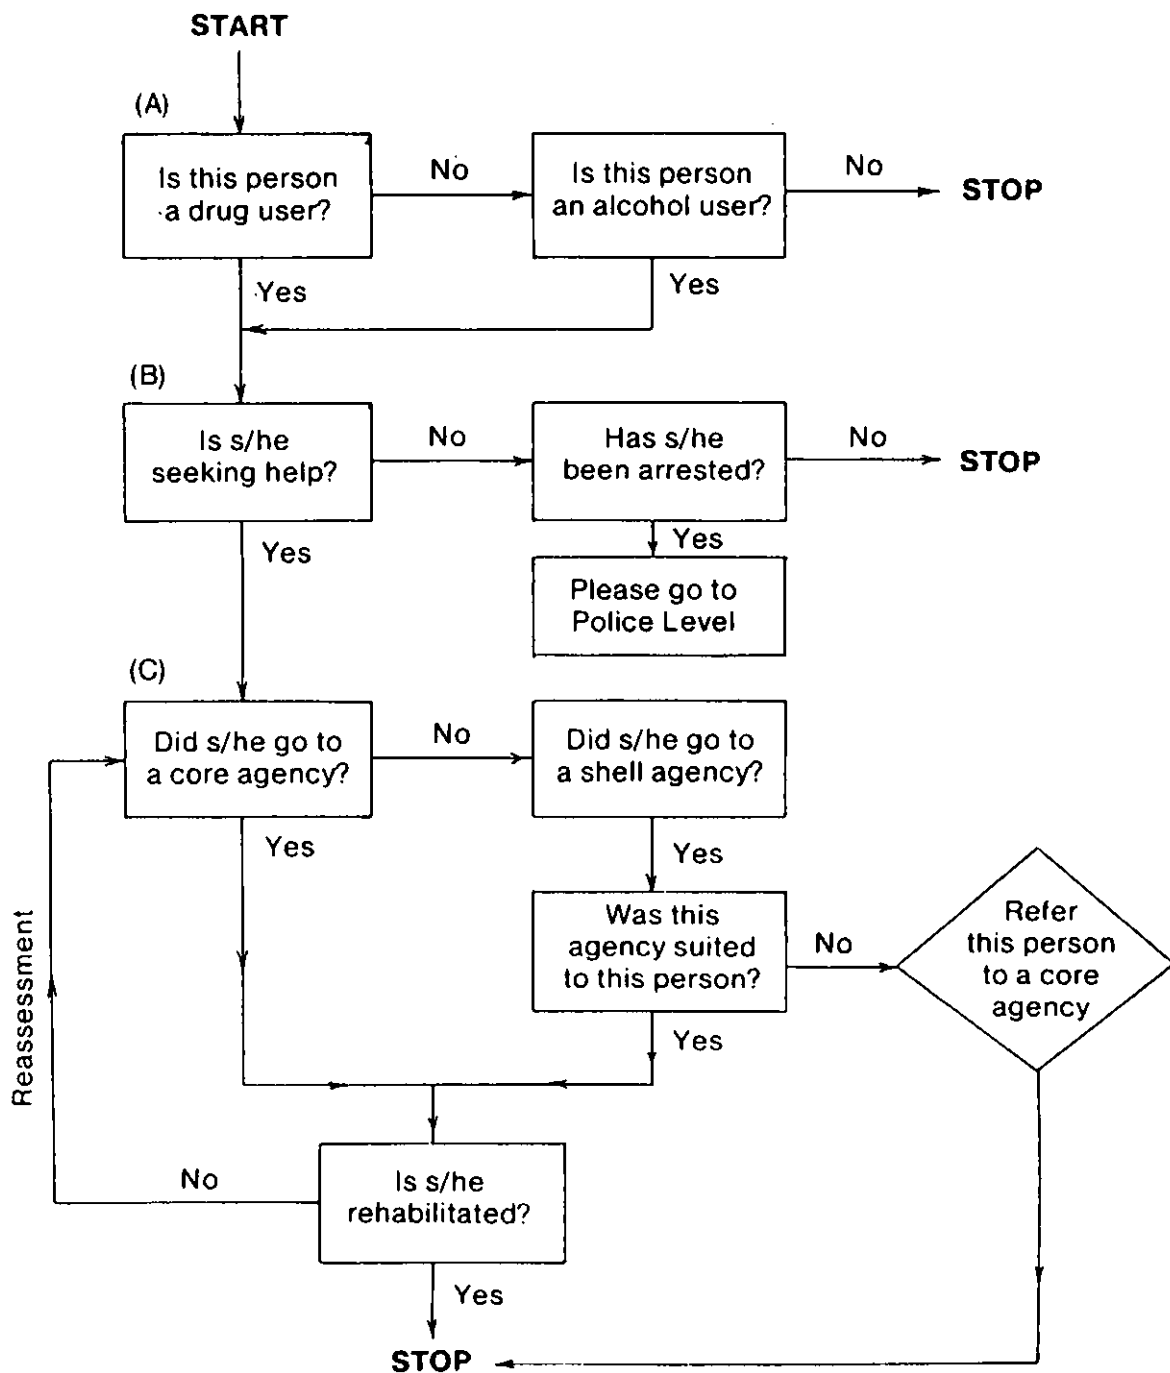 START
(A)
Is this person
a drug user?
No
Is this person
an alcohol user?
No
STOP
Yes
Yes
(B)
Is s/he
seeking help?
No
Has s/he
been arrested?
No
STOP
Yes
Yes
Please go to
Police Level
(C)
Did s/he go to
a core agency?
No
Did s/he go to
a shell agency?
Yes
Yes
Was this
agency suited
to this person?
No
Refer
this person
to a core
agency
Yes
Reassessment
No
Is s/he
rehabilitated?
Yes
STOP